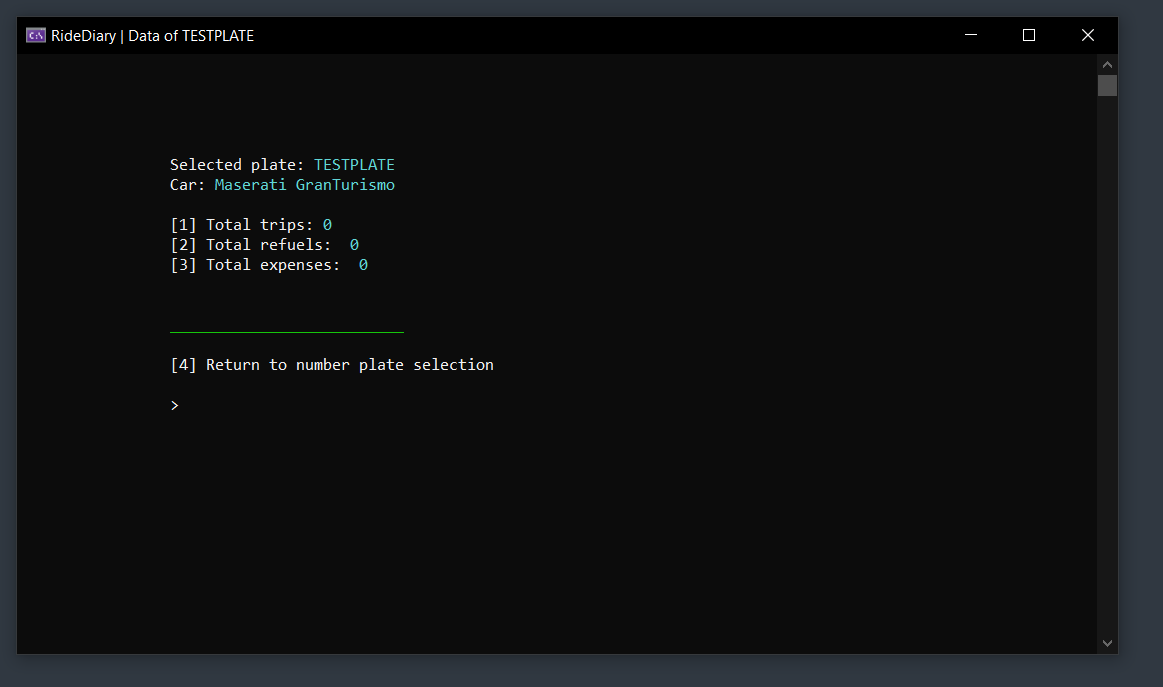 RideDiary | Data of TESTPLATE
Selected plate: TESTPLATE
Car: Maserati GranTurismo
[1] Total trips: 0
[2] Total refuels:  0
[3] Total expenses:  0
__________________________
[4] Return to number plate selection
>